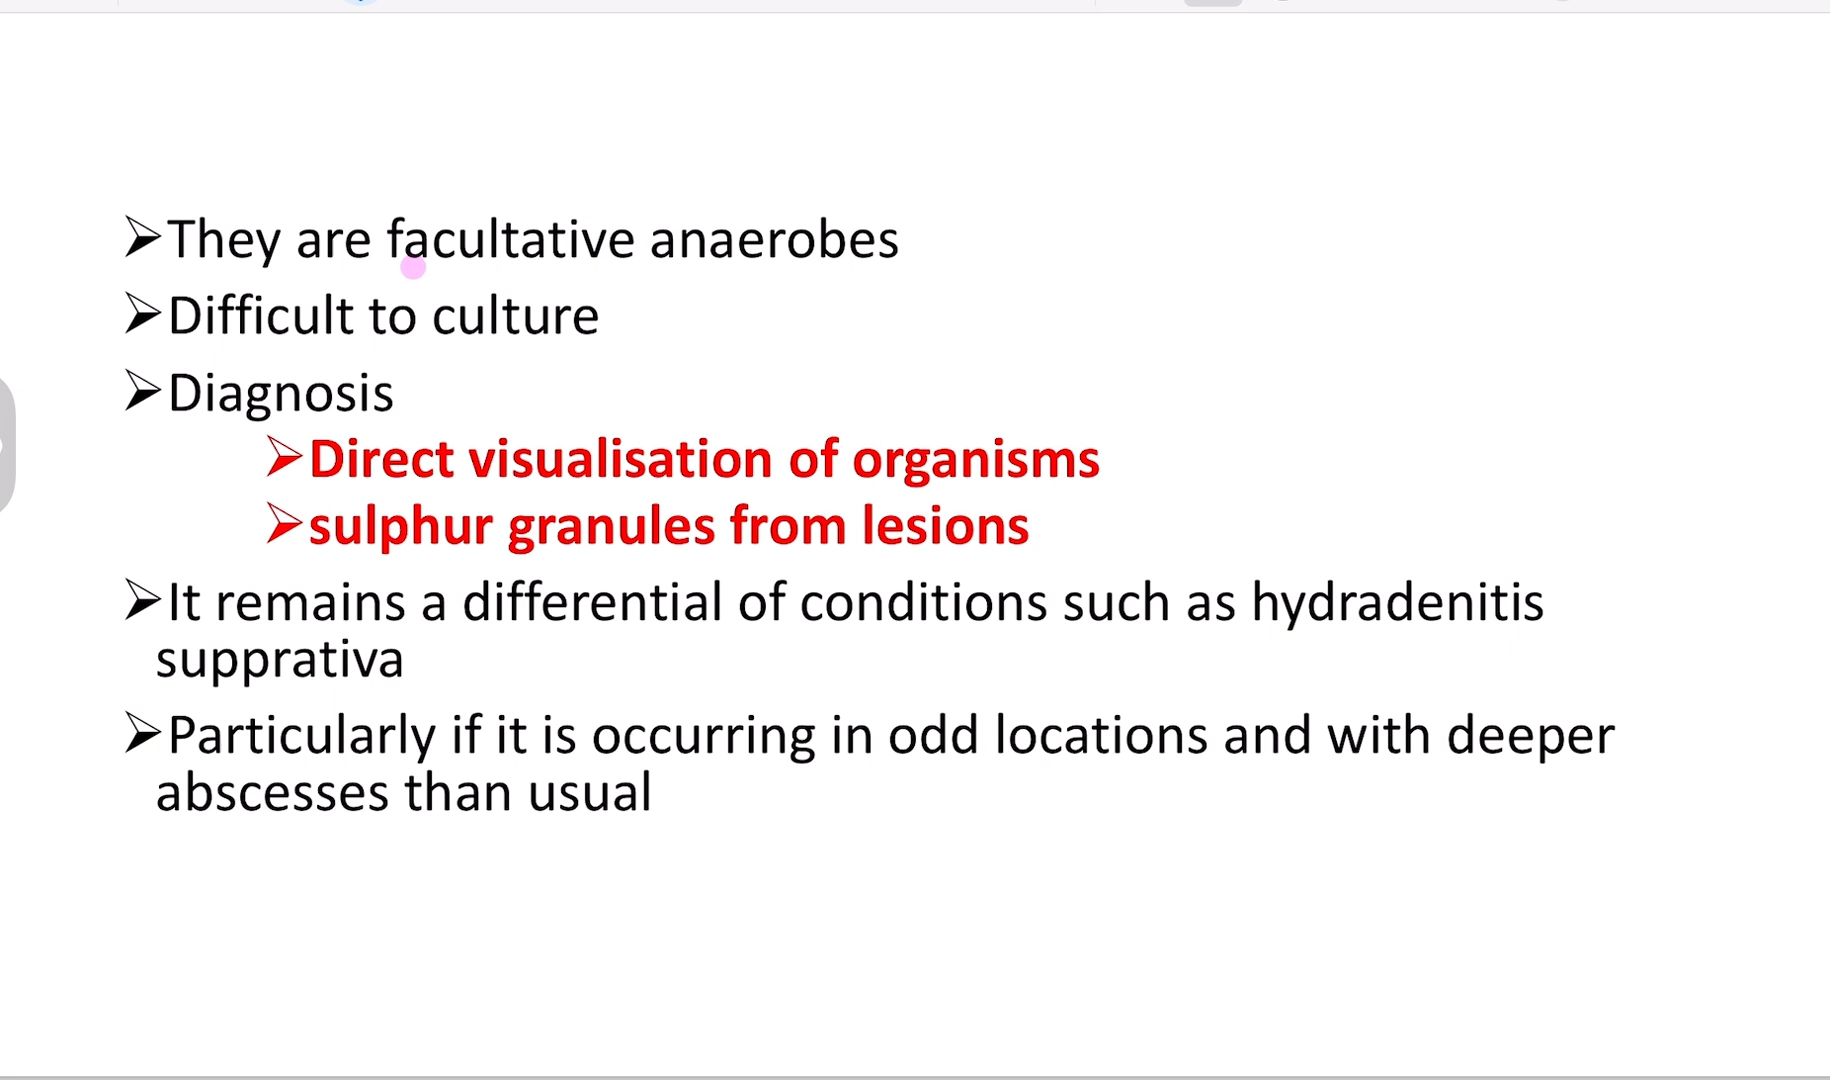 ➢They are facultative anaerobes
➢Difficult to culture
➢Diagnosis
➢Direct visualisation of organisms
➢sulphur granules from lesions
➢It remains a differential of conditions such as hydradenitis
supprativa
➢Particularly if it is occurring in odd locations and with deeper
abscesses than usual